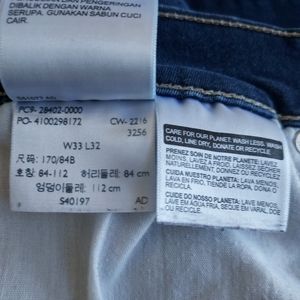 DIBALIK DENGAN WARNA
SERUPA. GUNAKAN SABUN CUCI
CAIR.
PC9-28402-0000
PO- 4100298172 CW- 2216
3256
W33 L32
尺码: 170/84B
호칭: 84-112 허리둘레: 84 cm
엉덩이둘레: 112 cm
S40197 AD
CARE FOR OUR PLANET: WASH LESS, WASH
COLD, LINE DRY, DONATE OR RECYCLE
PRENEZ SOIN DE NOTRE PLANÈTE:
LAVEZ MOINS, LAVEZ À FROID, LAISSEZ SÉCHER
NATURELLEMENT, DONNEZ OU RECYCLEZ.
CUIDA NUESTRO PLANETA: LAVA MENOS,
LAVA EN FRÍO, TIENDE LA ROPA, DONA O
RECICLA.
CUIDE DO NOSSO PLANETA: LAVE MENOS,
LAVE EM ÁGUA FRIA, SEQUE EM VARAL, DOE
OU RECICLE.